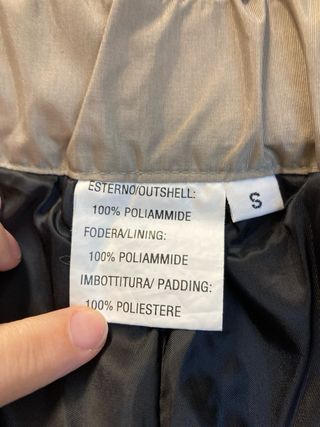 ESTERNO/OUTSHELL:
100% POLIAMMIDE
FODERA/LINING:
100% POLIAMMIDE
IMBOTTITURA/ PADDING:
100% POLIESTERE
S